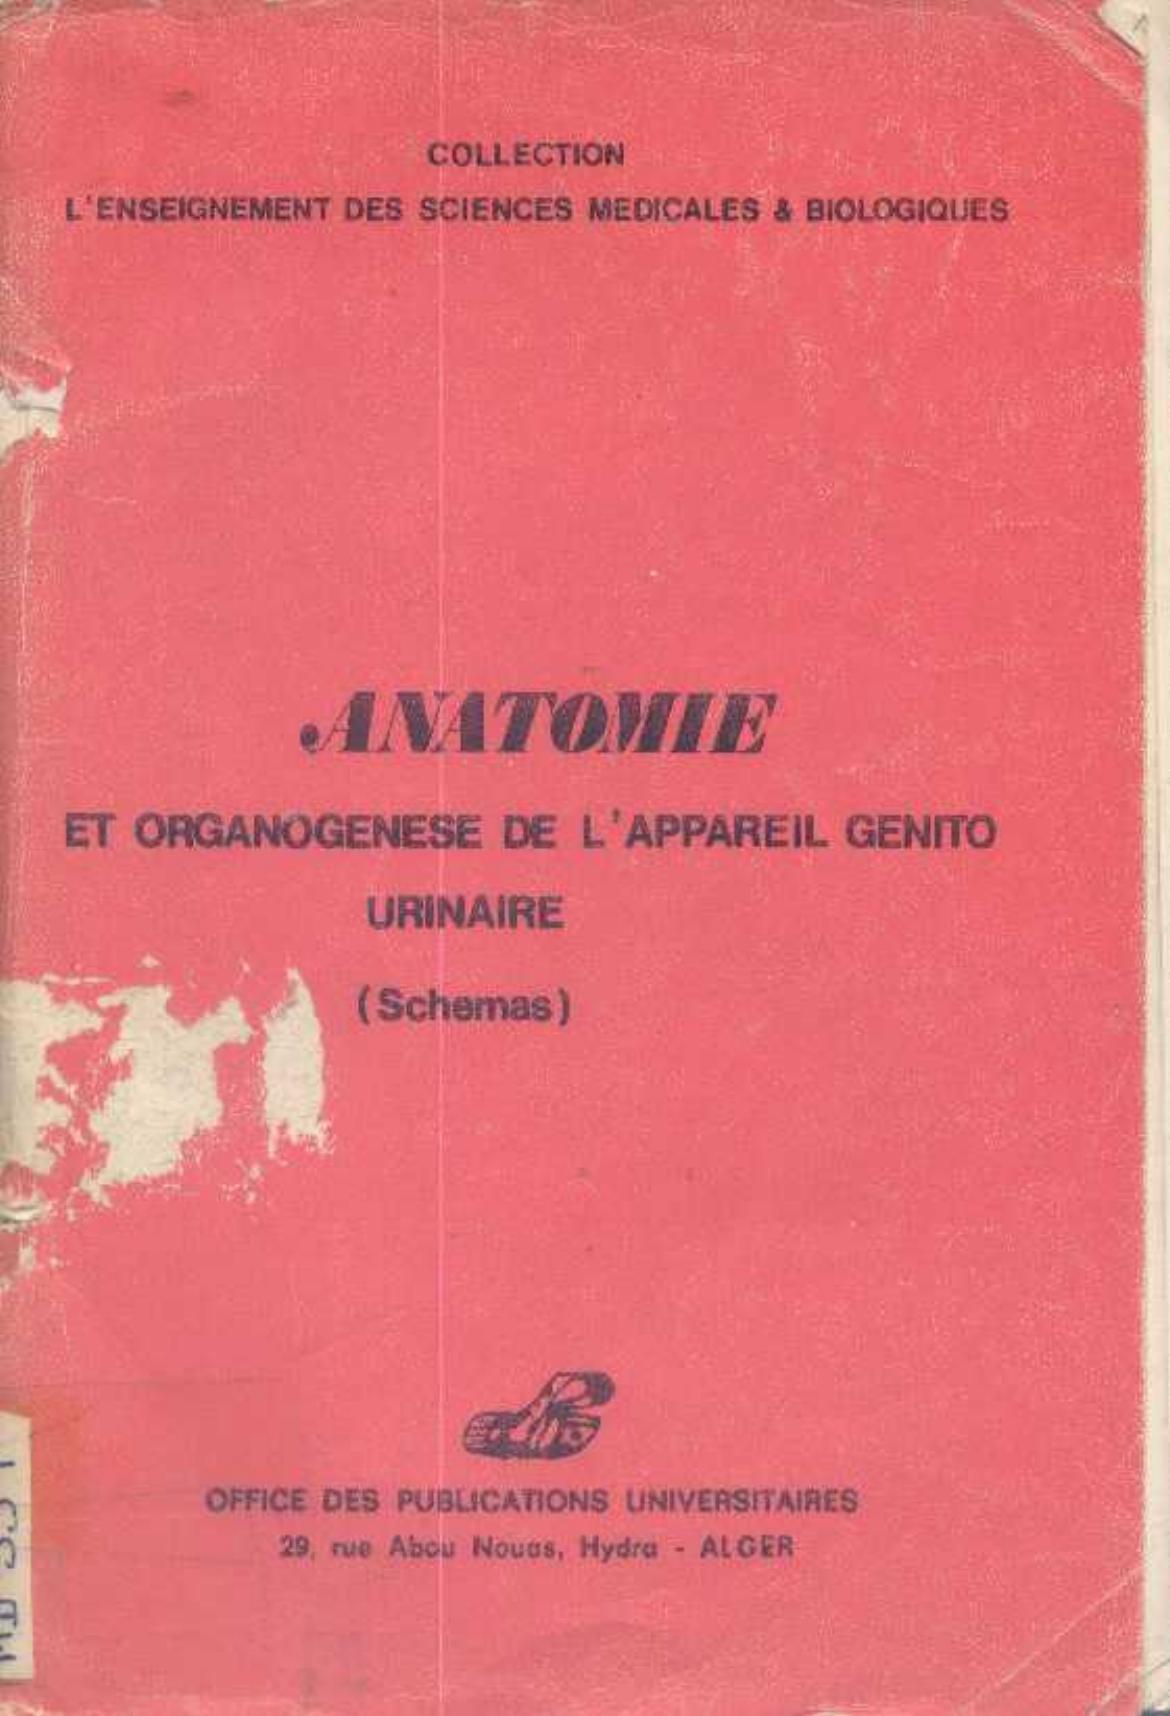 COLLECTION
L'ENSEIGNEMENT DES SCIENCES MEDICALES & BIOLOGIQUES
ANATOMIE
ET ORGANOGENESE DE L'APPAREIL GENITO
URINAIRE
(Schemas)
OFFICE DES PUBLICATIONS UNIVERSITAIRES
29, rue Abou Nouas, Hydra - ALGER